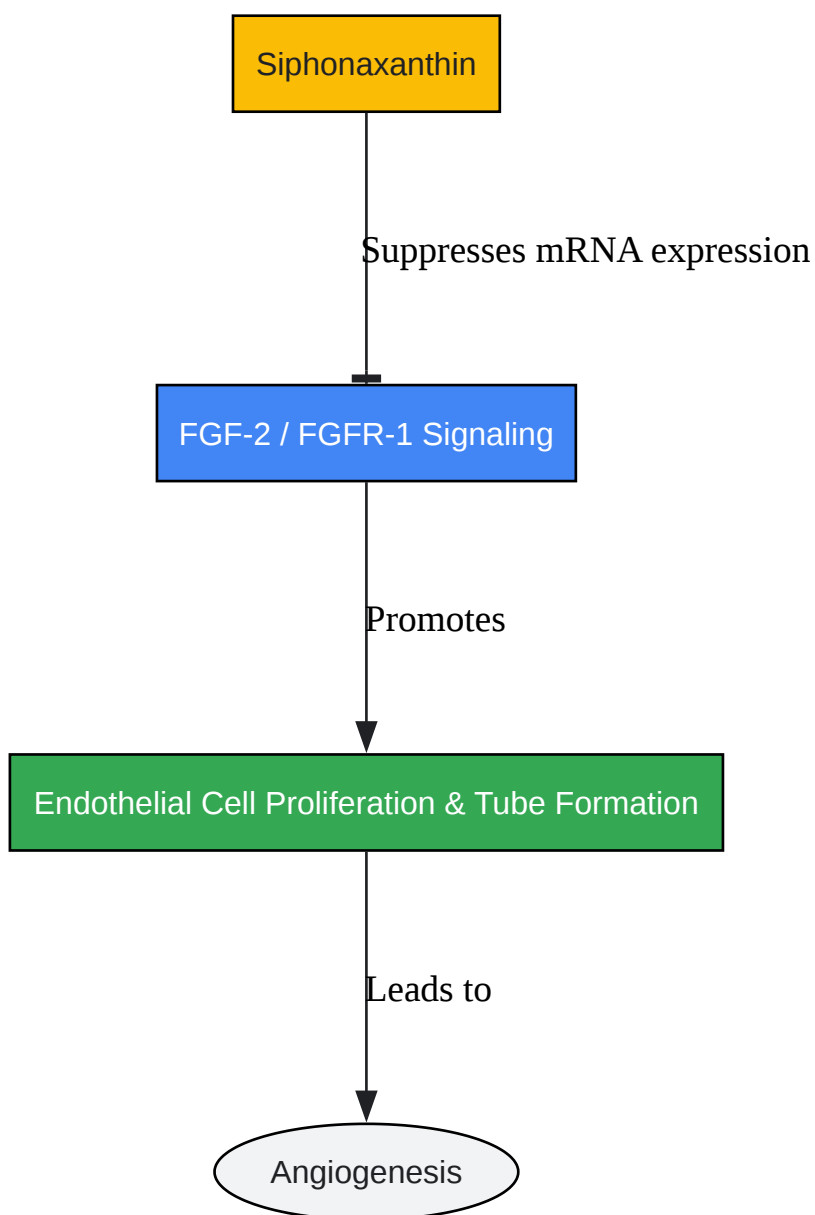 Siphonaxanthin
Suppresses mRNA expression
FGF-2 / FGFR-1 Signaling
Promotes
Endothelial Cell Proliferation & Tube Formation
Leads to
Angiogenesis